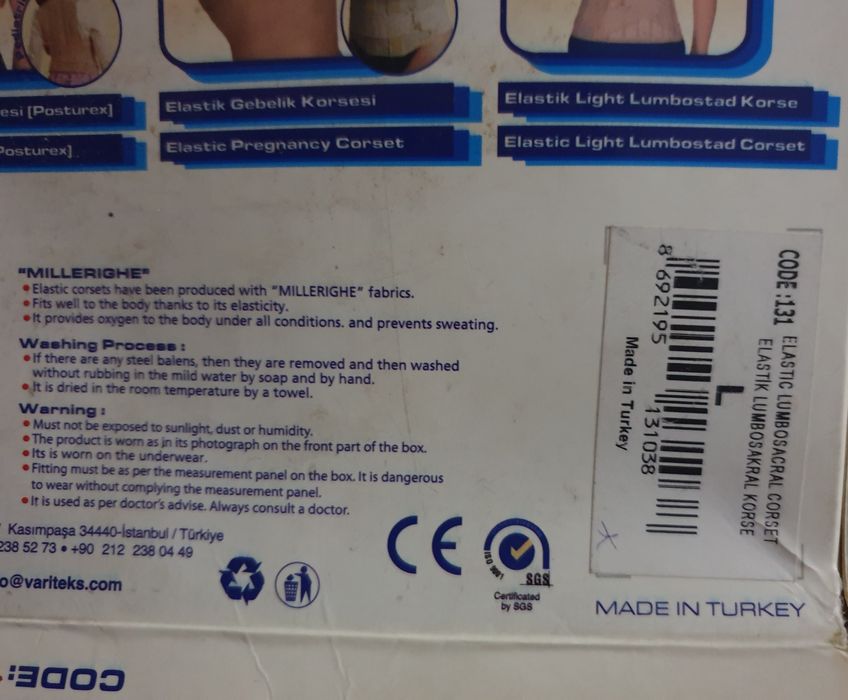 esi [Posturex]
Posturex]
Elastik Gebelik Korsesi
Elastic Pregnancy Corset
Elastik Light Lumbostad Korse
Elastic Light Lumbostad Corset
"MILLERIGHE"
• Elastic corsets have been produced with "MILLERIGHE" fabrics.
• Fits well to the body thanks to its elasticity.
• It provides oxygen to the body under all conditions. and prevents sweating.
Washing Process :
• If there are any steel balens, then they are removed and then washed
without rubbing in the mild water by soap and by hand.
• It is dried in the room temperature by a towel.
Warning :
• Must not be exposed to sunlight, dust or humidity.
• The product is worn as in its photograph on the front part of the box.
• Its is worn on the underwear.
• Fitting must be as per the measurement panel on the box. It is dangerous
to wear without complying the measurement panel.
• It is used as per doctor's advise. Always consult a doctor.
Kasımpaşa 34440-İstanbul / Türkiye
238 52 73 • +90 212 238 04 49
o@variteks.com
CE
ISO 9001
SGS
Certificated
by SGS
CODE :131 ELASTIC LUMBOSACRAL CORSET
ELASTIK LUMBOSAKRAL KORSE
L
8 692195 131038
Made in Turkey
MADE IN TURKEY
CODE: